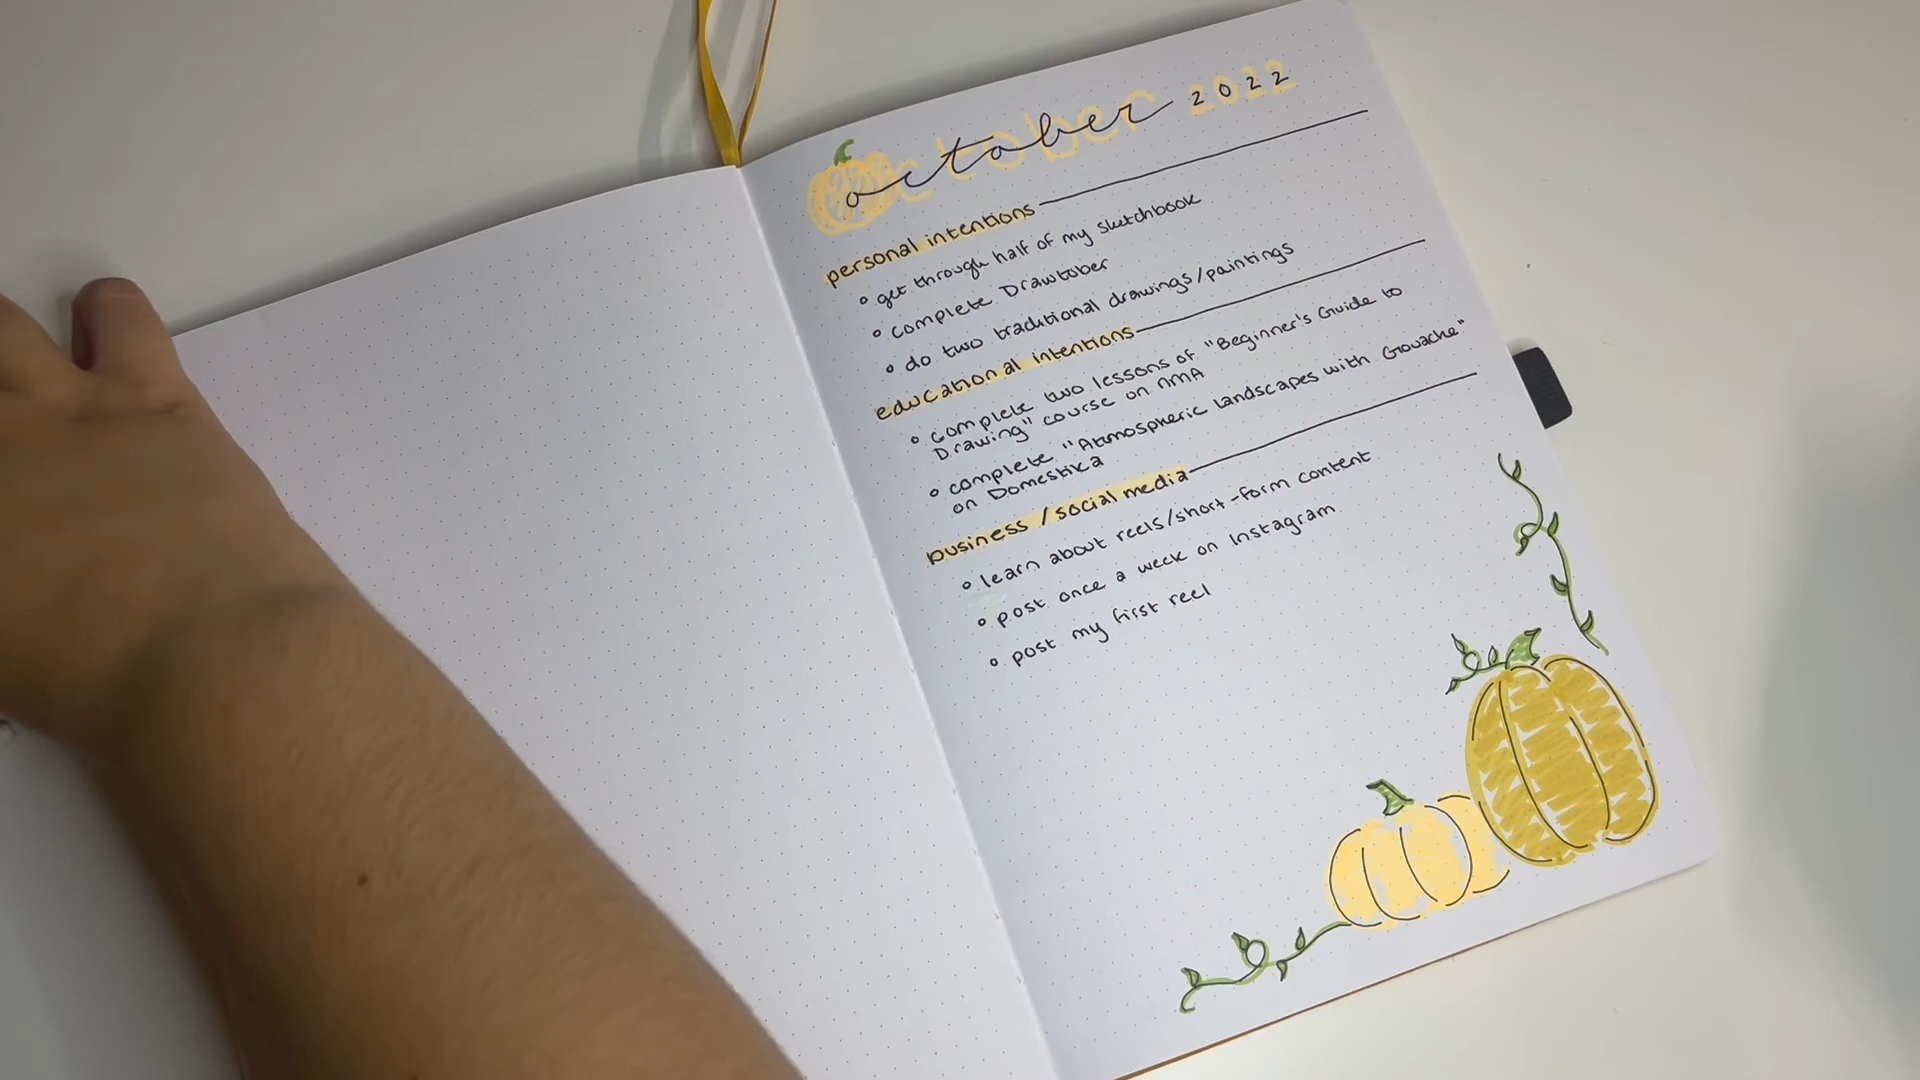 october 2022
personal intentions
get through half of my sketchbook
complete Drawtober
do two traditional drawings/paintings
educational intentions
complete two lessons of "Beginner's Guide to
Drawing" course on NMA
complete "Atmospheric Landscapes with Gouache"
on Domestika
business / social media
learn about reels/short-form content
post once a week on Instagram
post my first reel